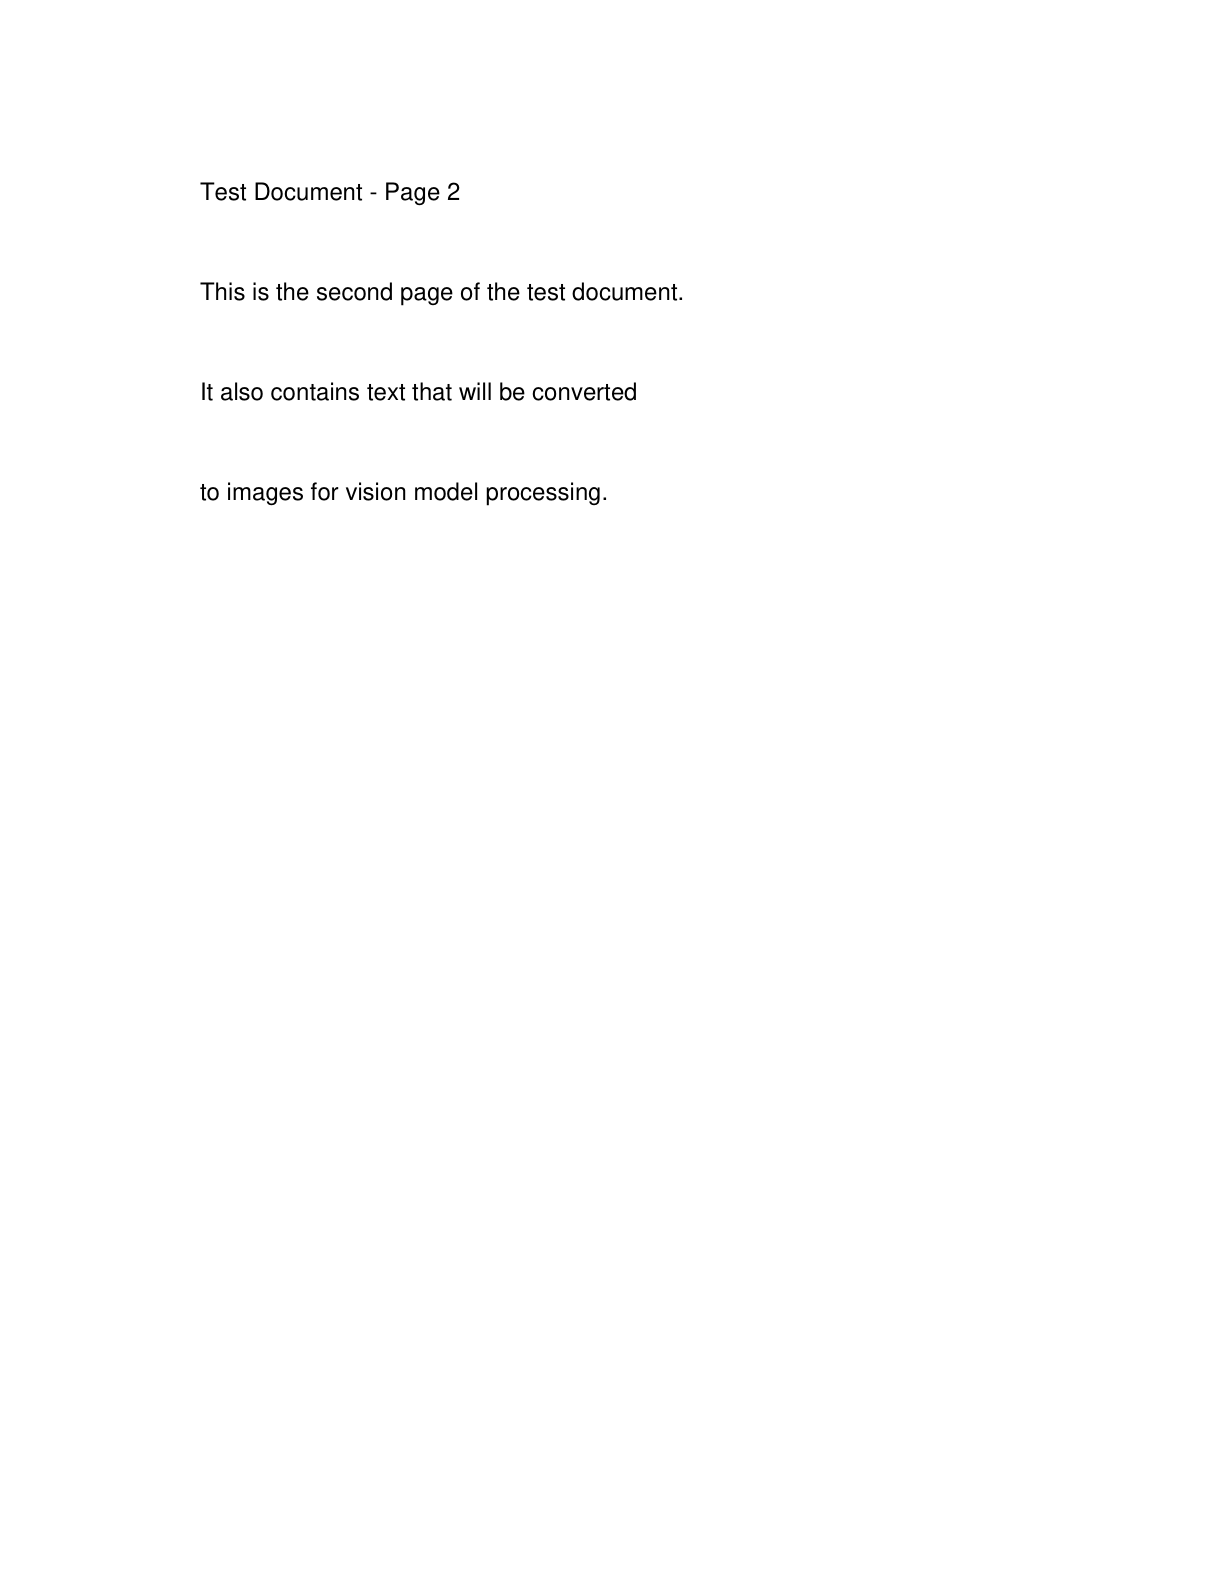 Test Document - Page 2
This is the second page of the test document.
It also contains text that will be converted
to images for vision model processing.